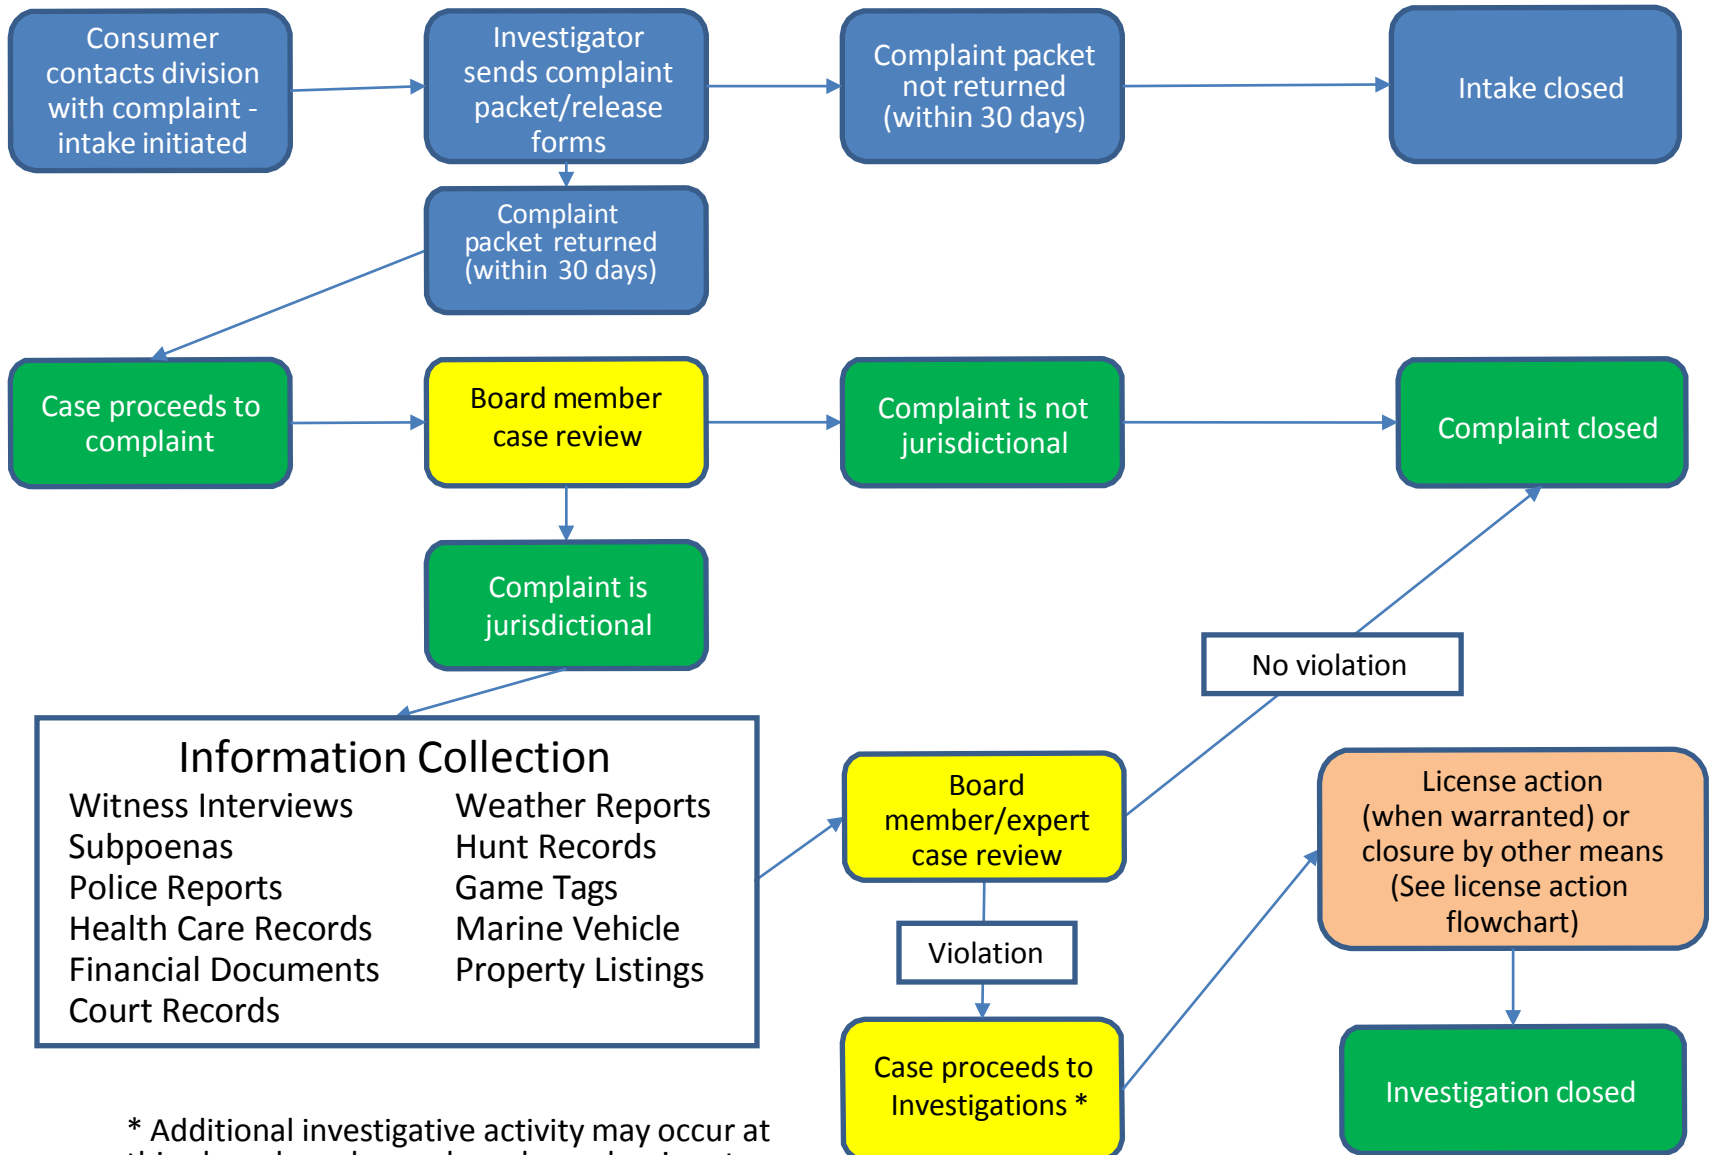 Consumer
contacts division
with complaint -
intake initiated
Investigator
sends complaint
packet/release
forms
Complaint packet
not returned
(within 30 days)
Intake closed
Complaint
packet returned
(within 30 days)
Case proceeds to
complaint
Board member
case review
Complaint is not
jurisdictional
Complaint closed
Complaint is
jurisdictional
No violation
Information Collection
Witness Interviews
Subpoenas
Police Reports
Health Care Records
Financial Documents
Court Records
Weather Reports
Hunt Records
Game Tags
Marine Vehicle
Property Listings
Board
member/expert
case review
License action
(when warranted) or
closure by other means
(See license action
flowchart)
Violation
Case proceeds to
Investigations *
Investigation closed
* Additional investigative activity may occur at